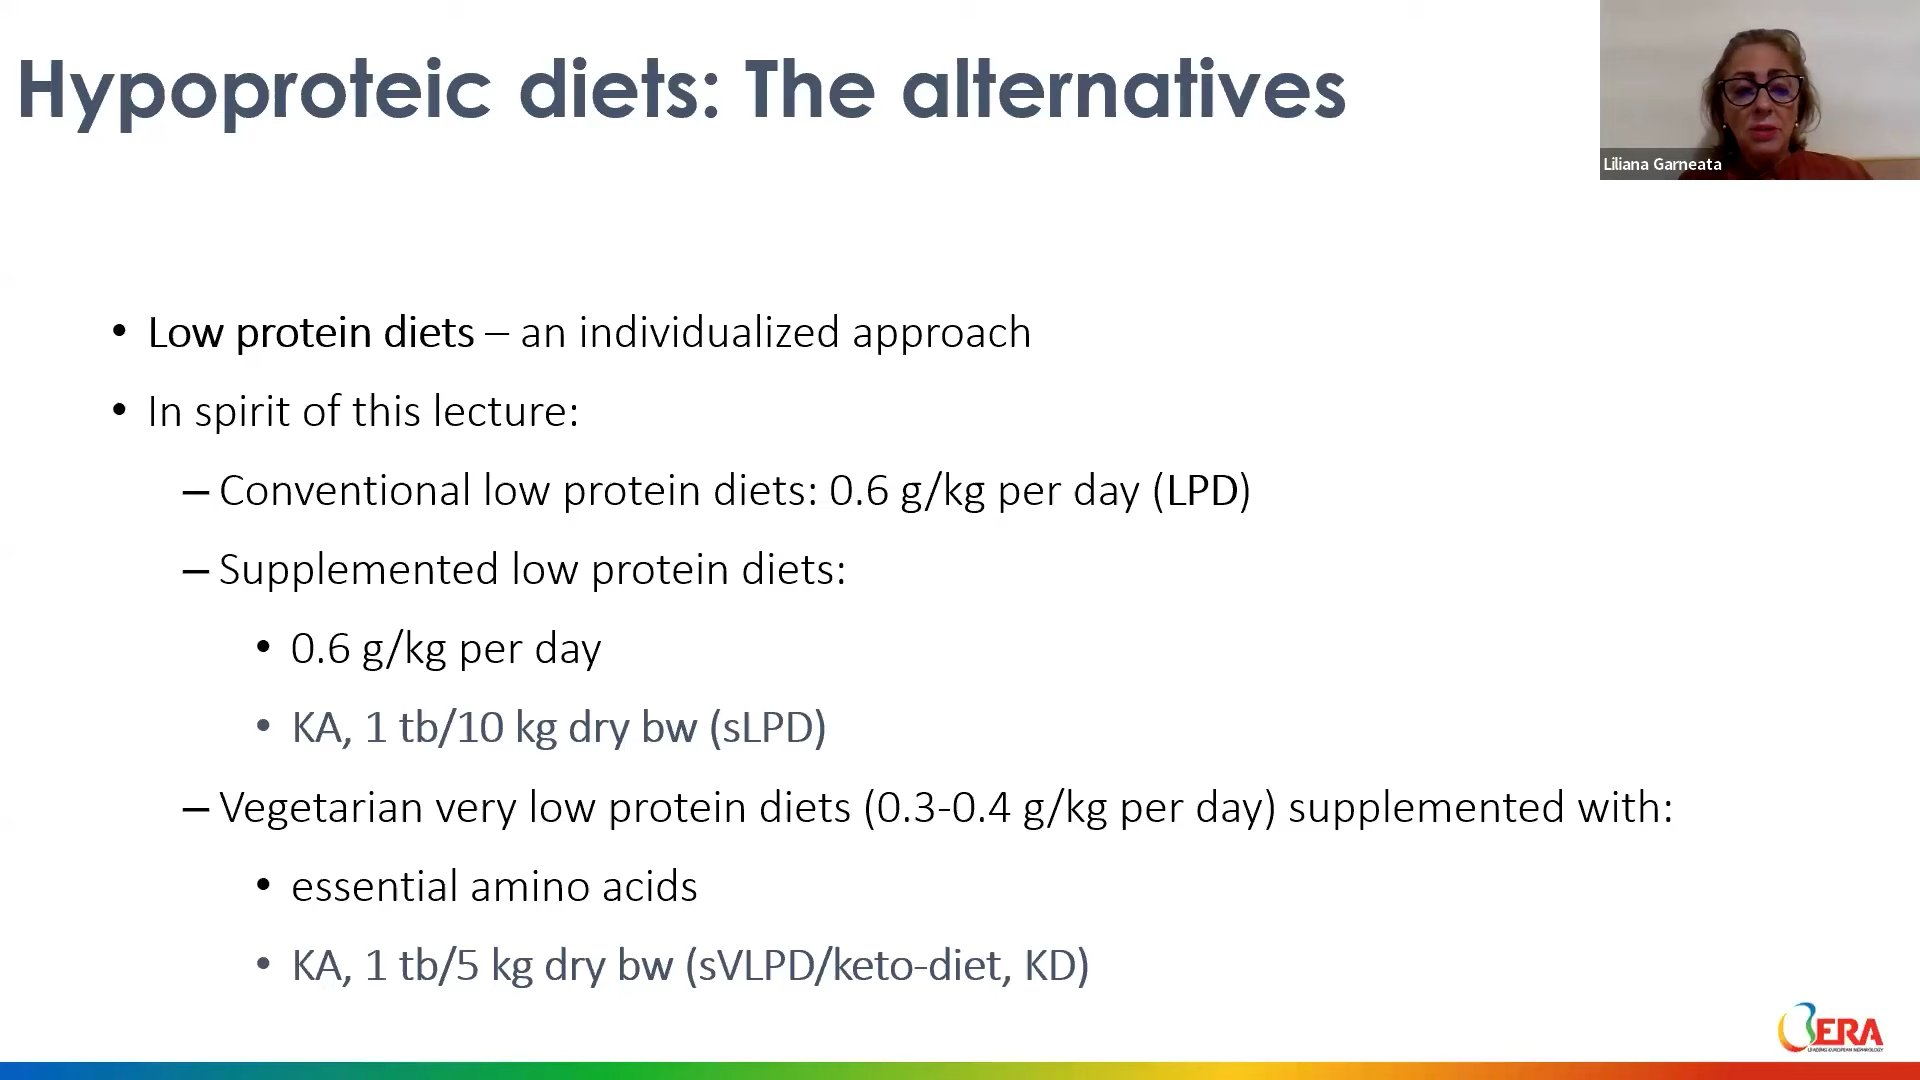 Hypoproteic diets: The alternatives
Liliana Garneata
• Low protein diets – an individualized approach
• In spirit of this lecture:
– Conventional low protein diets: 0.6 g/kg per day (LPD)
– Supplemented low protein diets:
• 0.6 g/kg per day
• KA, 1 tb/10 kg dry bw (sLPD)
– Vegetarian very low protein diets (0.3-0.4 g/kg per day) supplemented with:
• essential amino acids
• KA, 1 tb/5 kg dry bw (sVLPD/keto-diet, KD)
ERA
LEADING EUROPEAN NEPHROLOGY